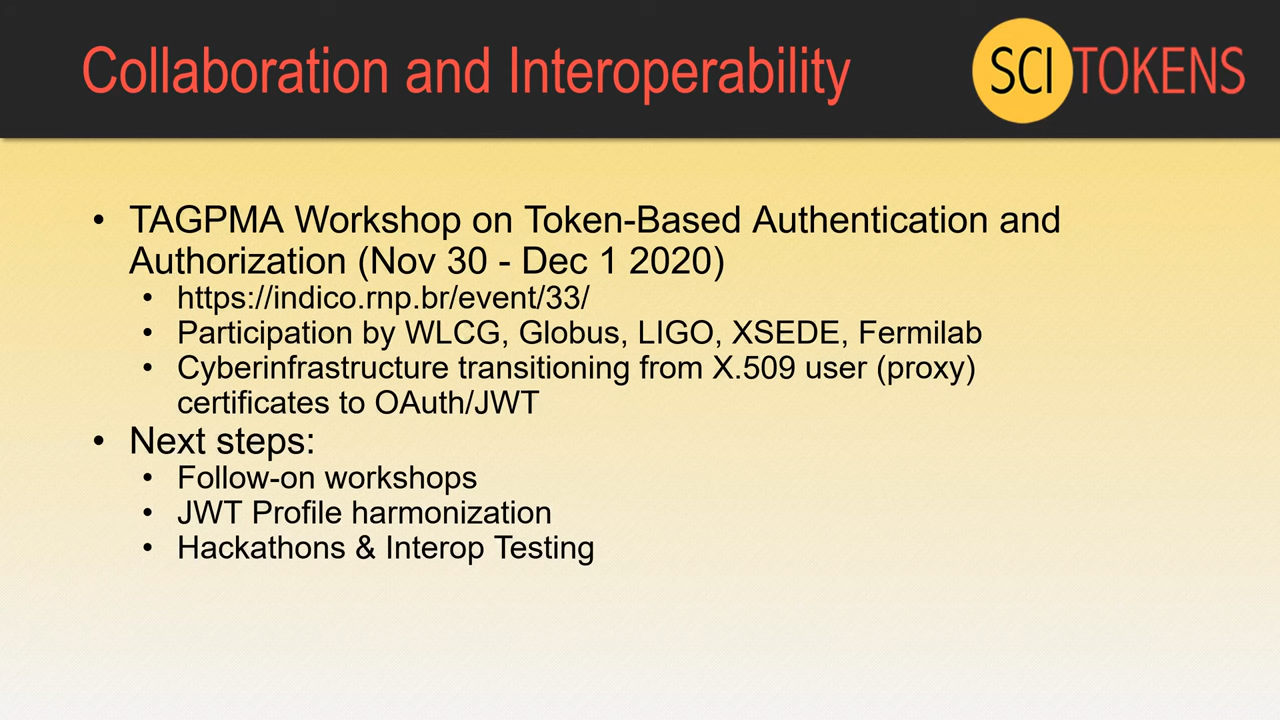 Collaboration and Interoperability
SCITOKENS
• TAGPMA Workshop on Token-Based Authentication and
Authorization (Nov 30 - Dec 1 2020)
• https://indico.rnp.br/event/33/
• Participation by WLCG, Globus, LIGO, XSEDE, Fermilab
• Cyberinfrastructure transitioning from X.509 user (proxy)
certificates to OAuth/JWT
• Next steps:
• Follow-on workshops
• JWT Profile harmonization
• Hackathons & Interop Testing